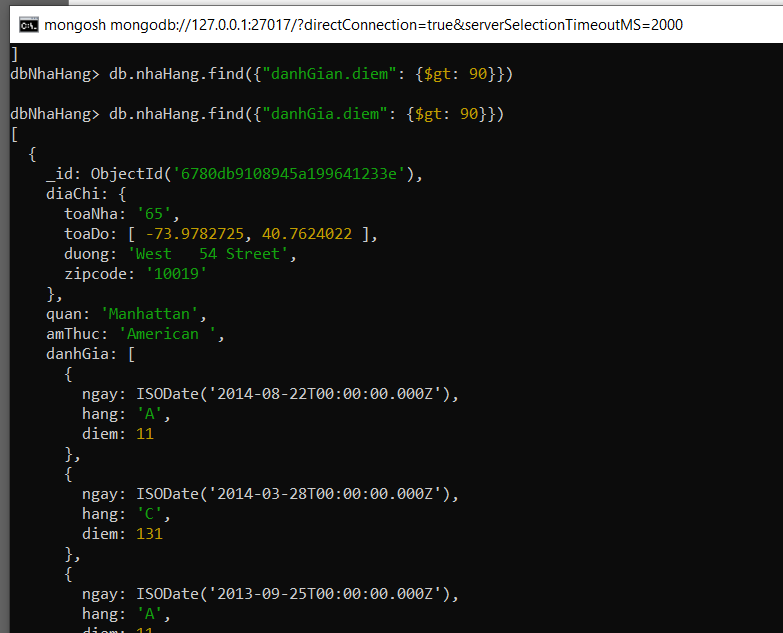 mongosh mongodb://127.0.0.1:27017/?directConnection=true&serverSelectionTimeoutMS=2000
]
dbNhaHang> db.nhaHang.find({"danhGian.diem": {$gt: 90}})
dbNhaHang> db.nhaHang.find({"danhGia.diem": {$gt: 90}})
[
  {
    _id: ObjectId('6780db9108945a199641233e'),
    diaChi: {
      toaNha: '65',
      toaDo: [ -73.9782725, 40.7624022 ],
      duong: 'West   54 Street',
      zipcode: '10019'
    },
    quan: 'Manhattan',
    amThuc: 'American ',
    danhGia: [
      {
        ngay: ISODate('2014-08-22T00:00:00.000Z'),
        hang: 'A',
        diem: 11
      },
      {
        ngay: ISODate('2014-03-28T00:00:00.000Z'),
        hang: 'C',
        diem: 131
      },
      {
        ngay: ISODate('2013-09-25T00:00:00.000Z'),
        hang: 'A',
        diem: 11